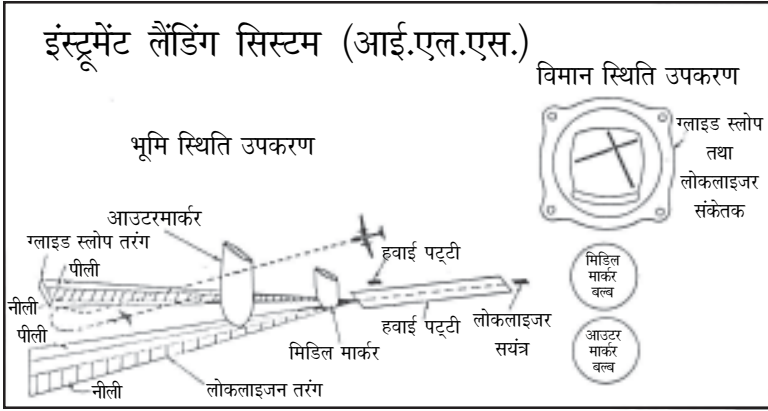 इंस्ट्रूमेंट लैंडिंग सिस्टम (आई.एल.एस.)
विमान स्थिति उपकरण
भूमि स्थिति उपकरण
ग्लाइड स्लोप
तथा
लोकलाइजर
संकेतक
आउटरमार्कर
ग्लाइड स्लोप तरंग
पीली
हवाई पट्टी
मिडिल
मार्कर
बल्ब
नीली
पीली
हवाई पट्टी
लोकलाइजर
सयंत्र
मिडिल मार्कर
आउटर
मार्कर
बल्ब
नीली
लोकलाइजन तरंग